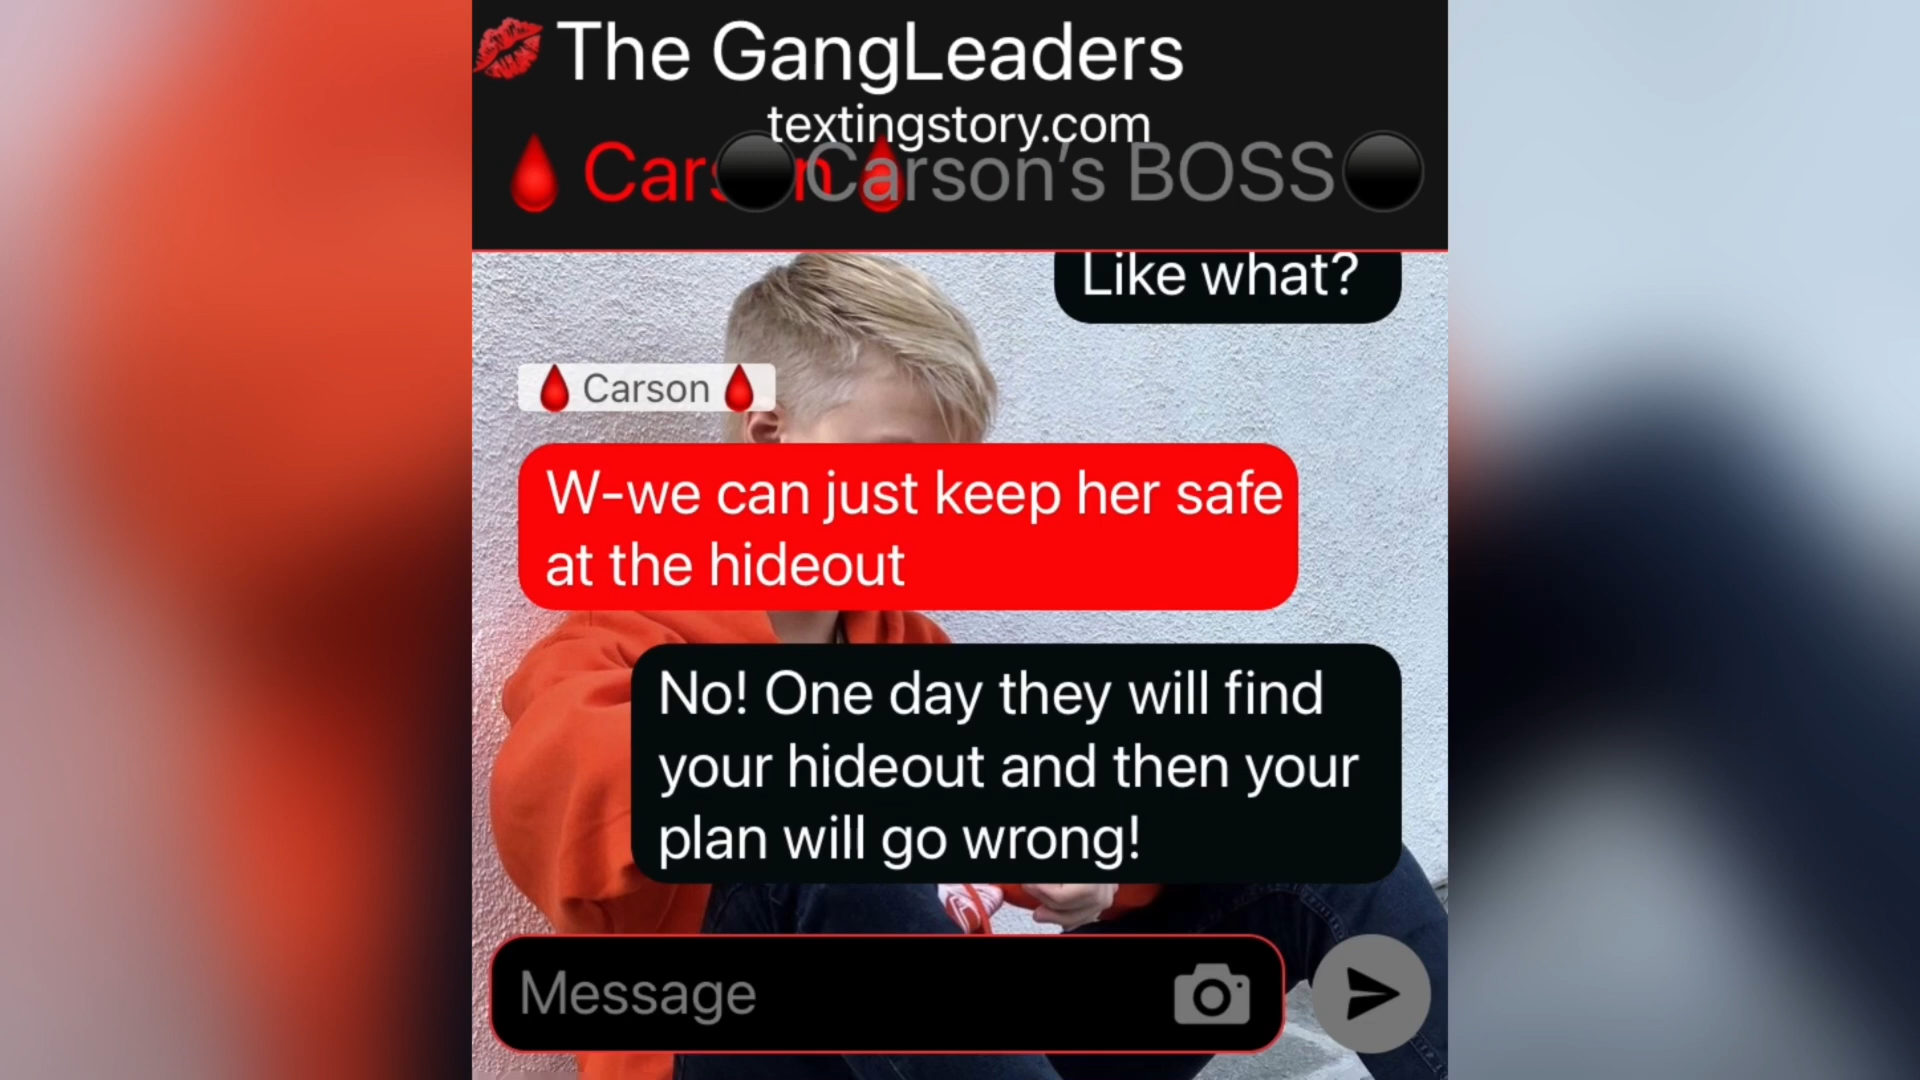 The GangLeaders
textingstory.com
Carson Carson's BOSS
Like what?
Carson
W-we can just keep her safe
at the hideout
No! One day they will find
your hideout and then your
plan will go wrong!
Message